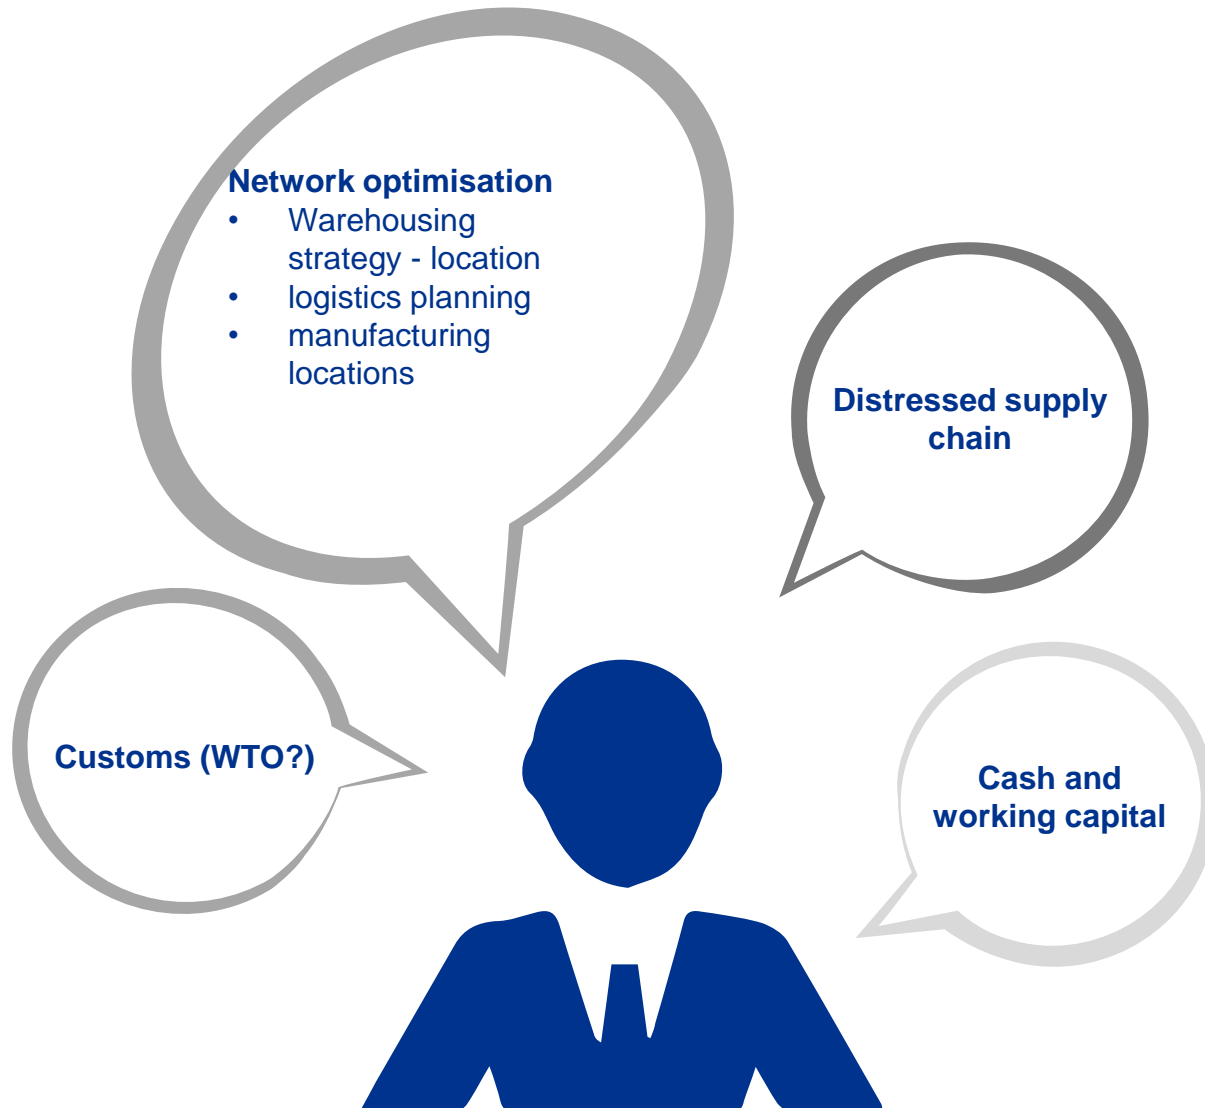 Network optimisation
• Warehousing
strategy - location
• logistics planning
• manufacturing
locations
Distressed supply
chain
Customs (WTO?)
Cash and
working capital